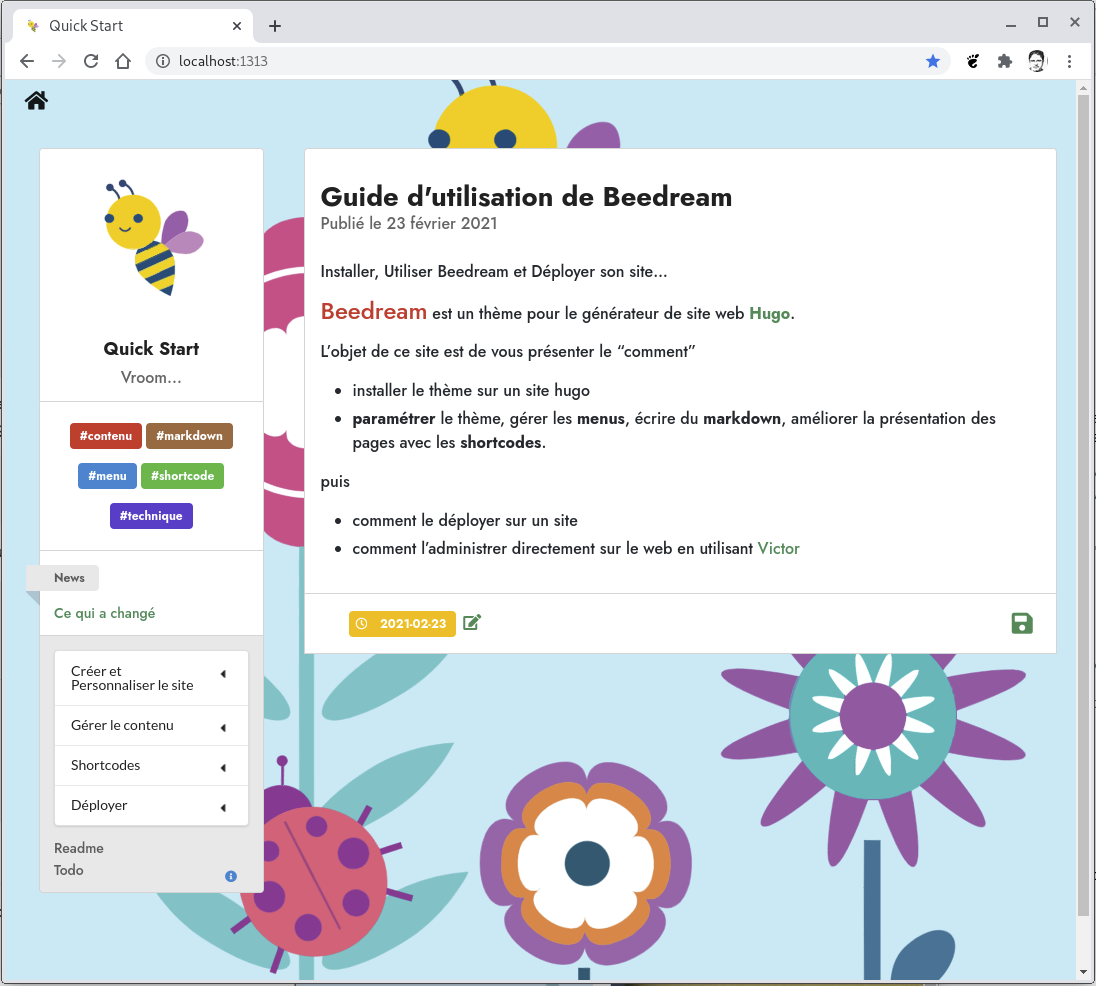 Quick Start
localhost:1313
Quick Start
Vroom...
#contenu #markdown
#menu #shortcode
#technique
News
Ce qui a changé
Créer et
Personnaliser le site
Gérer le contenu
Shortcodes
Déployer
Readme
Todo
Guide d'utilisation de Beedream
Publié le 23 février 2021
Installer, Utiliser Beedream et Déployer son site…
Beedream est un thème pour le générateur de site web Hugo.
L’objet de ce site est de vous présenter le “comment”
• installer le thème sur un site hugo
• paramétrer le thème, gérer les menus, écrire du markdown, améliorer la présentation des
pages avec les shortcodes.
puis
• comment le déployer sur un site
• comment l’administrer directement sur le web en utilisant Victor
2021-02-23